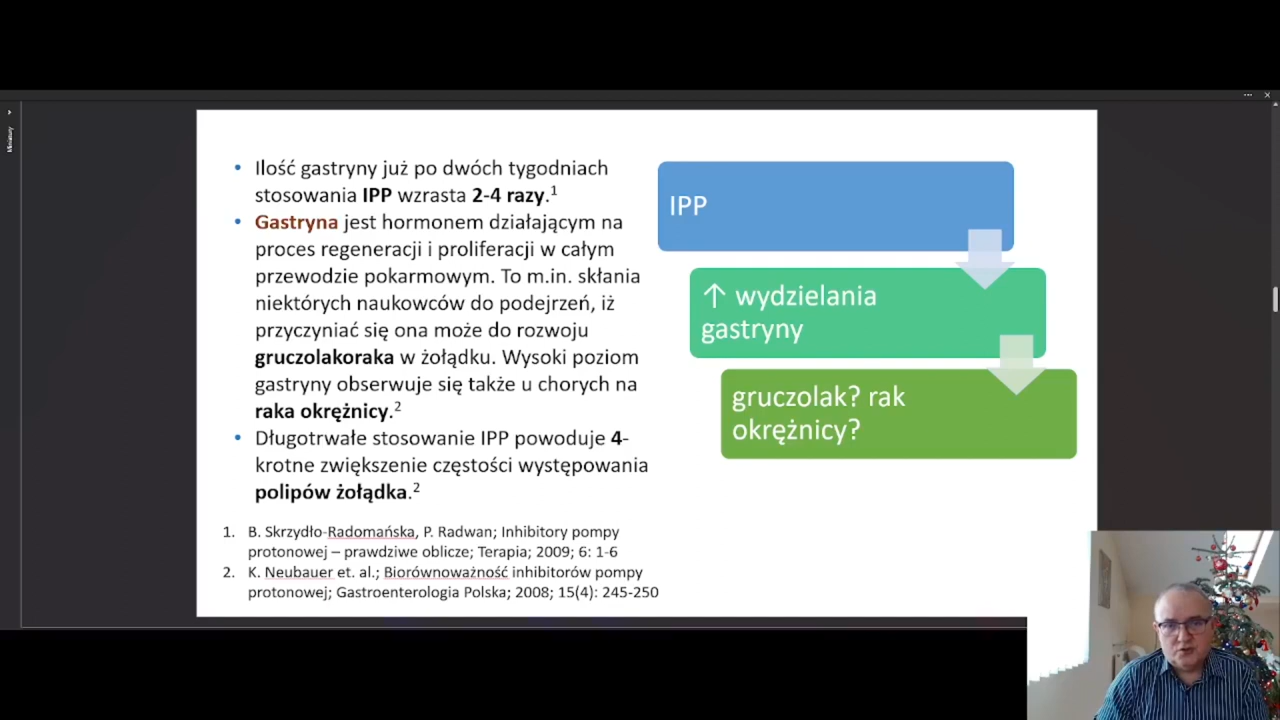 Miniatury
• Ilość gastryny już po dwóch tygodniach
stosowania IPP wzrasta 2-4 razy.¹
• Gastryna jest hormonem działającym na
proces regeneracji i proliferacji w całym
przewodzie pokarmowym. To m.in. skłania
niektórych naukowców do podejrzeń, iż
przyczyniać się ona może do rozwoju
gruczolakoraka w żołądku. Wysoki poziom
gastryny obserwuje się także u chorych na
raka okrężnicy.²
• Długotrwałe stosowanie IPP powoduje 4-
krotne zwiększenie częstości występowania
polipów żołądka.²
1. B. Skrzydło-Radomańska, P. Radwan; Inhibitory pompy
protonowej – prawdziwe oblicze; Terapia; 2009; 6: 1-6
2. K. Neubauer et. al.; Biorównoważność inhibitorów pompy
protonowej; Gastroenterologia Polska; 2008; 15(4): 245-250
IPP
↑ wydzielania
gastryny
gruczolak? rak
okrężnicy?